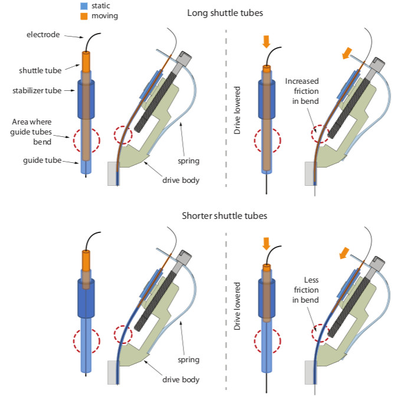 static
moving
Long shuttle tubes
electrode
shuttle tube
stabilizer tube
Area where
guide tubes
bend
guide tube
spring
drive body
Drive lowered
Increased
friction
in bend
Shorter shuttle tubes
spring
drive body
Drive lowered
Less
friction
in bend